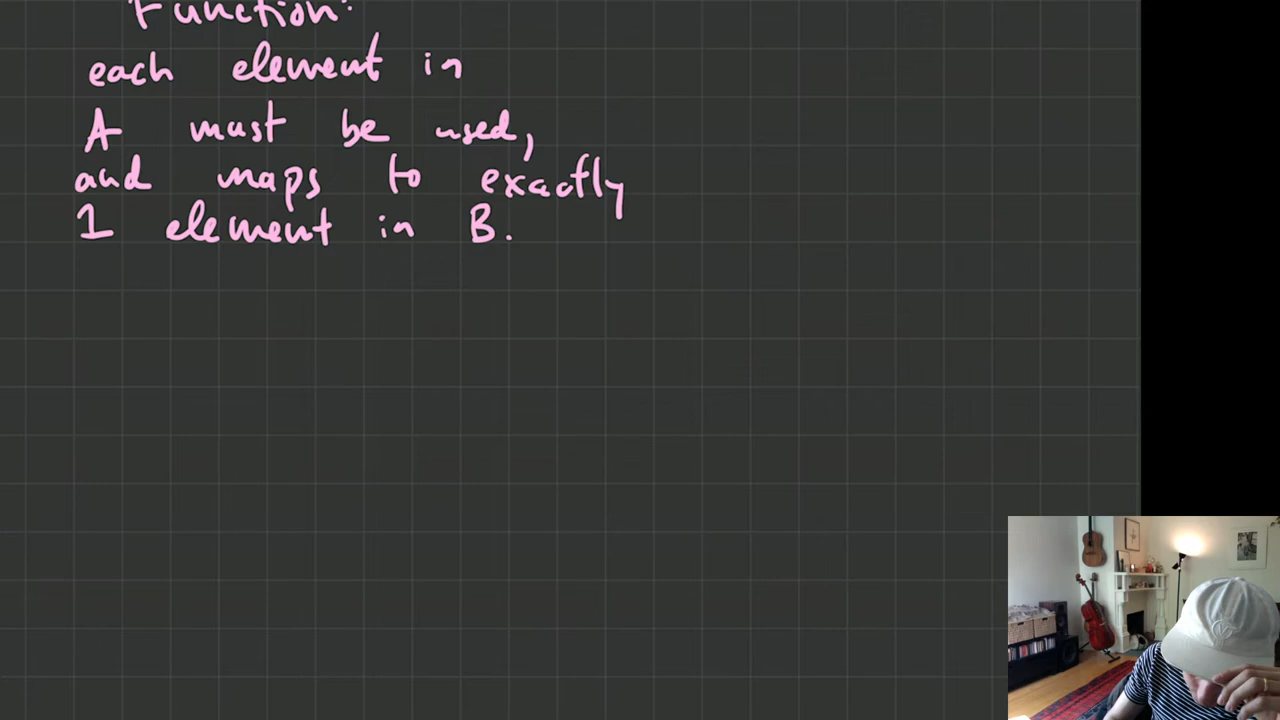 Function:
each element in
A must be used,
and maps to exactly
1 element in B.